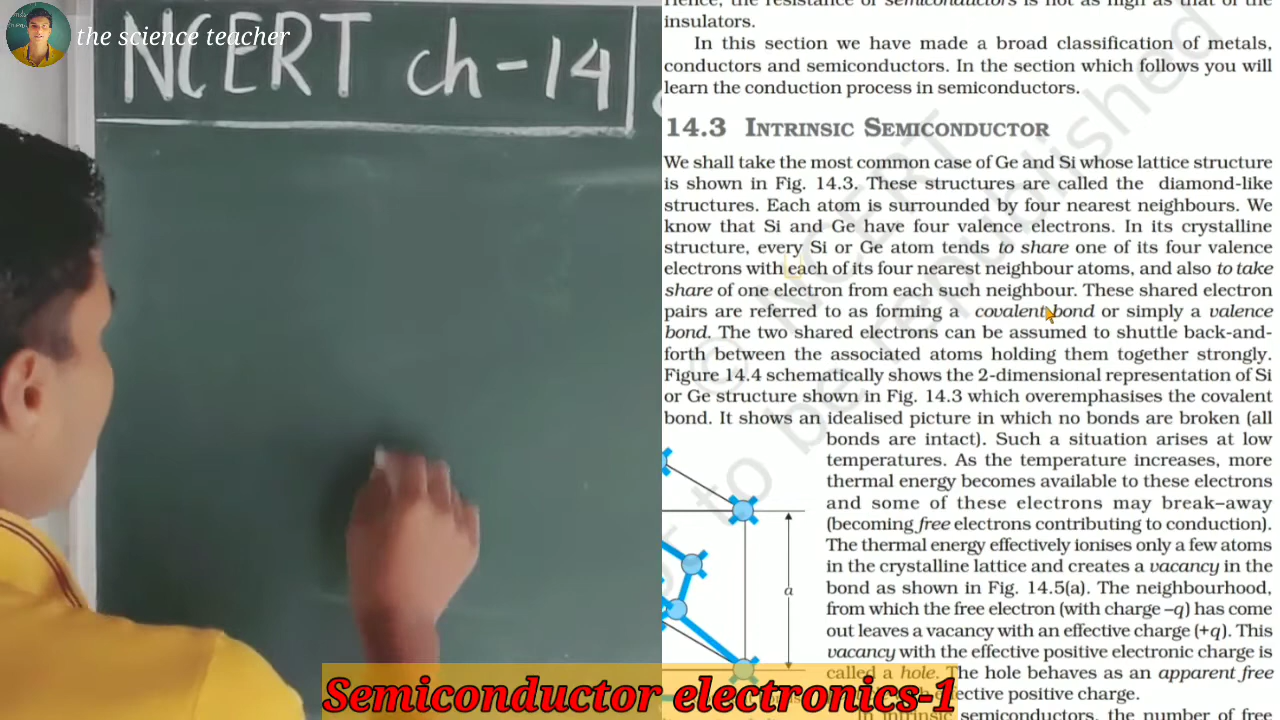 the science teacher
NCERT ch - 14
insulators.
In this section we have made a broad classification of metals,
conductors and semiconductors. In the section which follows you will
learn the conduction process in semiconductors.
14.3 INTRINSIC SEMICONDUCTOR
We shall take the most common case of Ge and Si whose lattice structure
is shown in Fig. 14.3. These structures are called the diamond-like
structures. Each atom is surrounded by four nearest neighbours. We
know that Si and Ge have four valence electrons. In its crystalline
structure, every Si or Ge atom tends to share one of its four valence
electrons with each of its four nearest neighbour atoms, and also to take
share of one electron from each such neighbour. These shared electron
pairs are referred to as forming a covalent bond or simply a valence
bond. The two shared electrons can be assumed to shuttle back-and-
forth between the associated atoms holding them together strongly.
Figure 14.4 schematically shows the 2-dimensional representation of Si
or Ge structure shown in Fig. 14.3 which overemphasises the covalent
bond. It shows an idealised picture in which no bonds are broken (all
bonds are intact). Such a situation arises at low
temperatures. As the temperature increases, more
thermal energy becomes available to these electrons
and some of these electrons may break–away
(becoming free electrons contributing to conduction).
The thermal energy effectively ionises only a few atoms
in the crystalline lattice and creates a vacancy in the
bond as shown in Fig. 14.5(a). The neighbourhood,
from which the free electron (with charge –q) has come
out leaves a vacancy with an effective charge (+q). This
vacancy with the effective positive electronic charge is
called a hole. The hole behaves as an apparent free
effective positive charge.
semiconductors, the number of free
a
© NCERT
to be republished
Semiconductor electronics-1